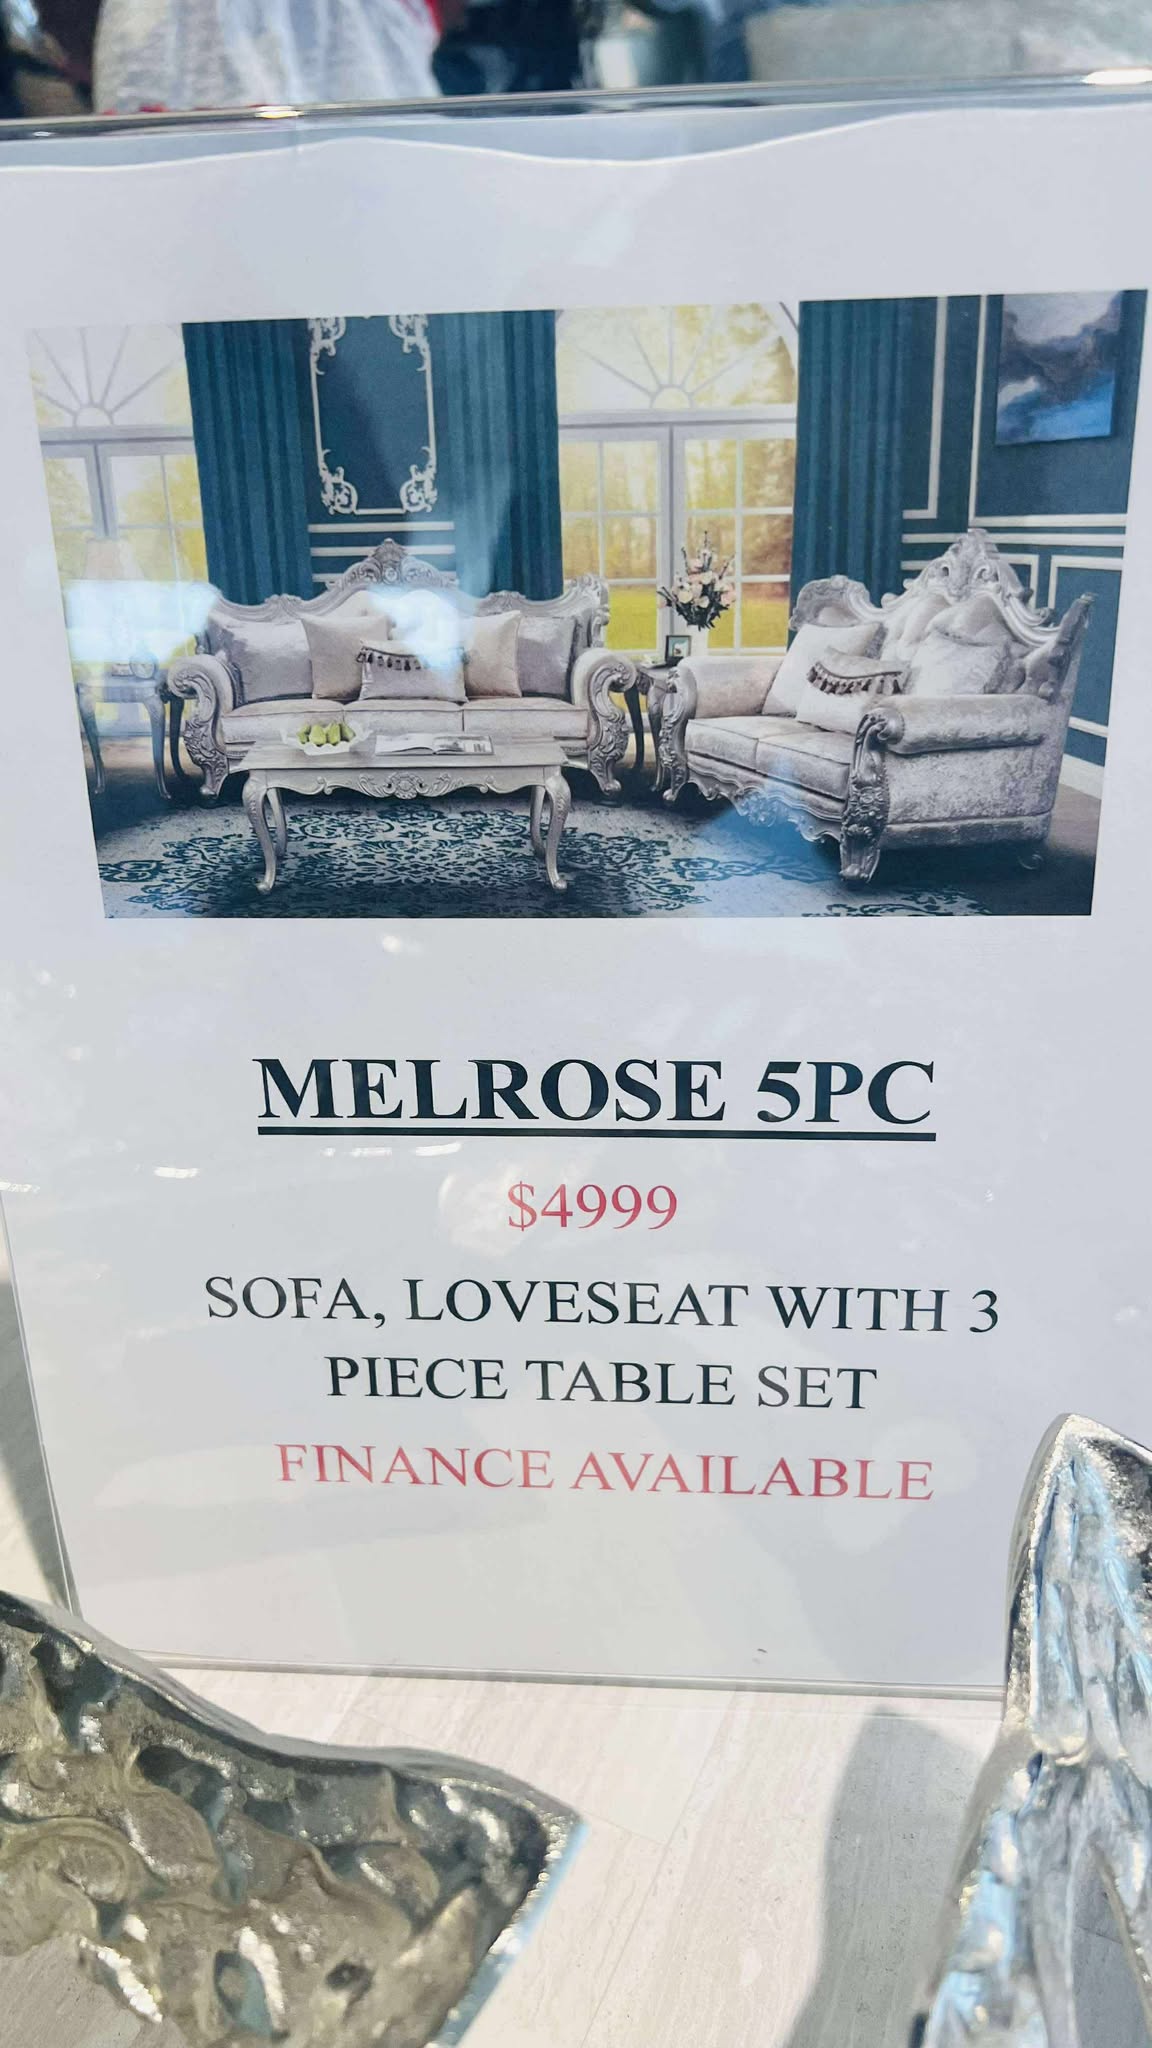 MELROSE 5PC
$4999
SOFA, LOVESEAT WITH 3
PIECE TABLE SET
FINANCE AVAILABLE